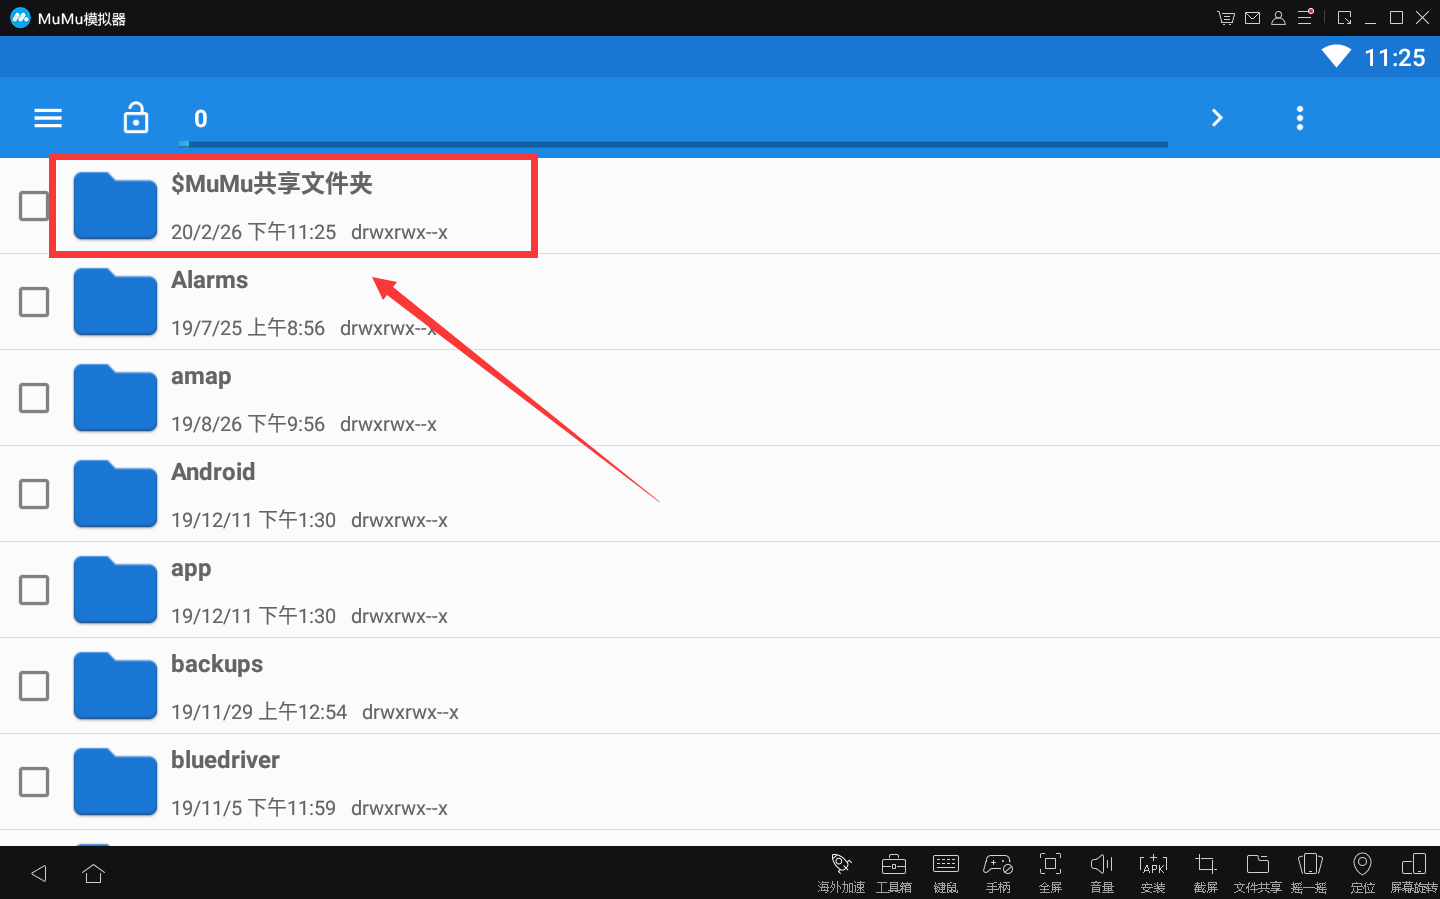 MuMu模拟器
11:25
0
$MuMu共享文件夹
20/2/26 下午11:25 drwxrwx--x
Alarms
19/7/25 上午8:56 drwxrwx--x
amap
19/8/26 下午9:56 drwxrwx--x
Android
19/12/11 下午1:30 drwxrwx--x
app
19/12/11 下午1:30 drwxrwx--x
backups
19/11/29 上午12:54 drwxrwx--x
bluedriver
19/11/5 下午11:59 drwxrwx--x
APK
海外加速 工具箱 键鼠 手柄 全屏 音量 安装 截屏 文件共享 摇一摇 定位 屏幕旋转